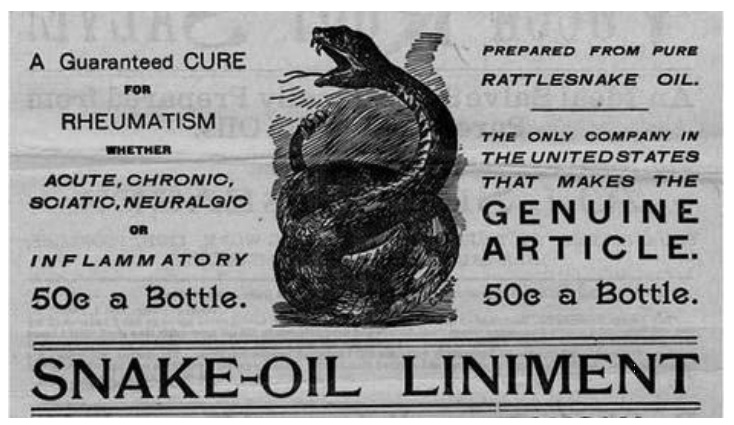 A Guaranteed CURE
FOR
RHEUMATISM
WHETHER
ACUTE, CHRONIC,
SCIATIC, NEURALGIC
OR
INFLAMMATORY
50c a Bottle.
PREPARED FROM PURE
RATTLESNAKE OIL.
THE ONLY COMPANY IN
THE UNITED STATES
THAT MAKES THE
GENUINE
ARTICLE.
50c a Bottle.
SNAKE-OIL LINIMENT